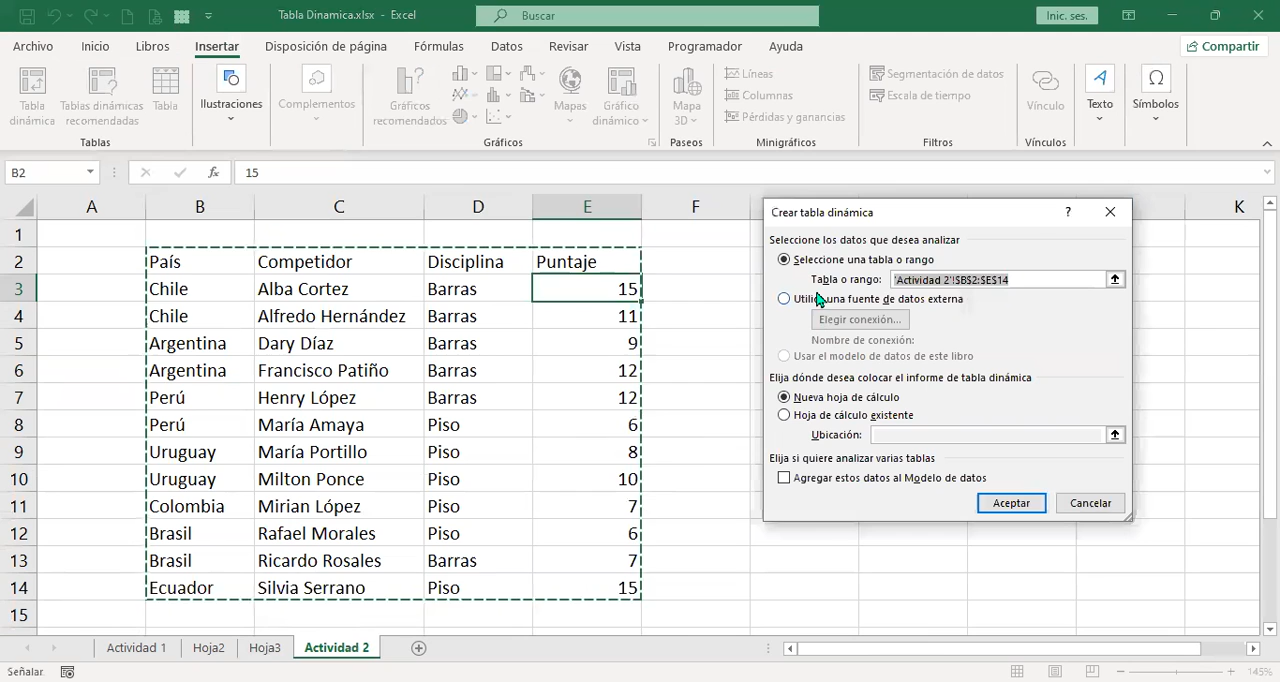 Tabla Dinamica.xlsx - Excel
Buscar
Inic. ses.
Archivo Inicio Libros Insertar Disposición de página Fórmulas Datos Revisar Vista Programador Ayuda
Compartir
Tabla dinámica
Tablas dinámicas recomendadas
Tabla
Tablas
Ilustraciones
Complementos
Gráficos recomendados
Mapas
Gráfico dinámico
Gráficos
Mapa 3D
Paseos
Líneas
Columnas
Pérdidas y ganancias
Minigráficos
Segmentación de datos
Escala de tiempo
Filtros
Vínculo
Vínculos
Texto
Símbolos
B2 fx 15
A B C D E F K
1
2 País Competidor Disciplina Puntaje
3 Chile Alba Cortez Barras 15
4 Chile Alfredo Hernández Barras 11
5 Argentina Dary Díaz Barras 9
6 Argentina Francisco Patiño Barras 12
7 Perú Henry López Barras 12
8 Perú María Amaya Piso 6
9 Uruguay María Portillo Piso 8
10 Uruguay Milton Ponce Piso 10
11 Colombia Mirian López Piso 7
12 Brasil Rafael Morales Piso 6
13 Brasil Ricardo Rosales Barras 7
14 Ecuador Silvia Serrano Piso 15
15
Crear tabla dinámica ?
Seleccione los datos que desea analizar
Seleccione una tabla o rango
Tabla o rango: 'Actividad 2'!$B$2:$E$14
Utilice una fuente de datos externa
Elegir conexión...
Nombre de conexión:
Usar el modelo de datos de este libro
Elija dónde desea colocar el informe de tabla dinámica
Nueva hoja de cálculo
Hoja de cálculo existente
Ubicación:
Elija si quiere analizar varias tablas
Agregar estos datos al Modelo de datos
Aceptar Cancelar
Actividad 1 Hoja2 Hoja3 Actividad 2
Señalar
145%